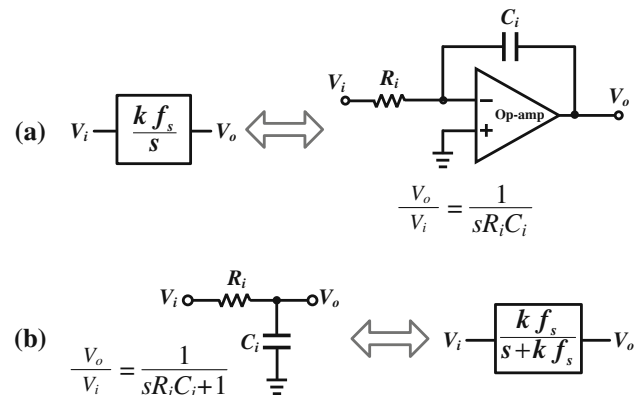 C_i
V_i R_i V_o
(a) V_i k f_s / s V_o − + Op-amp
V_o / V_i = 1 / sR_iC_i
R_i
V_i V_o
(b) C_i V_i k f_s / s + k f_s V_o
V_o / V_i = 1 / sR_iC_i+1